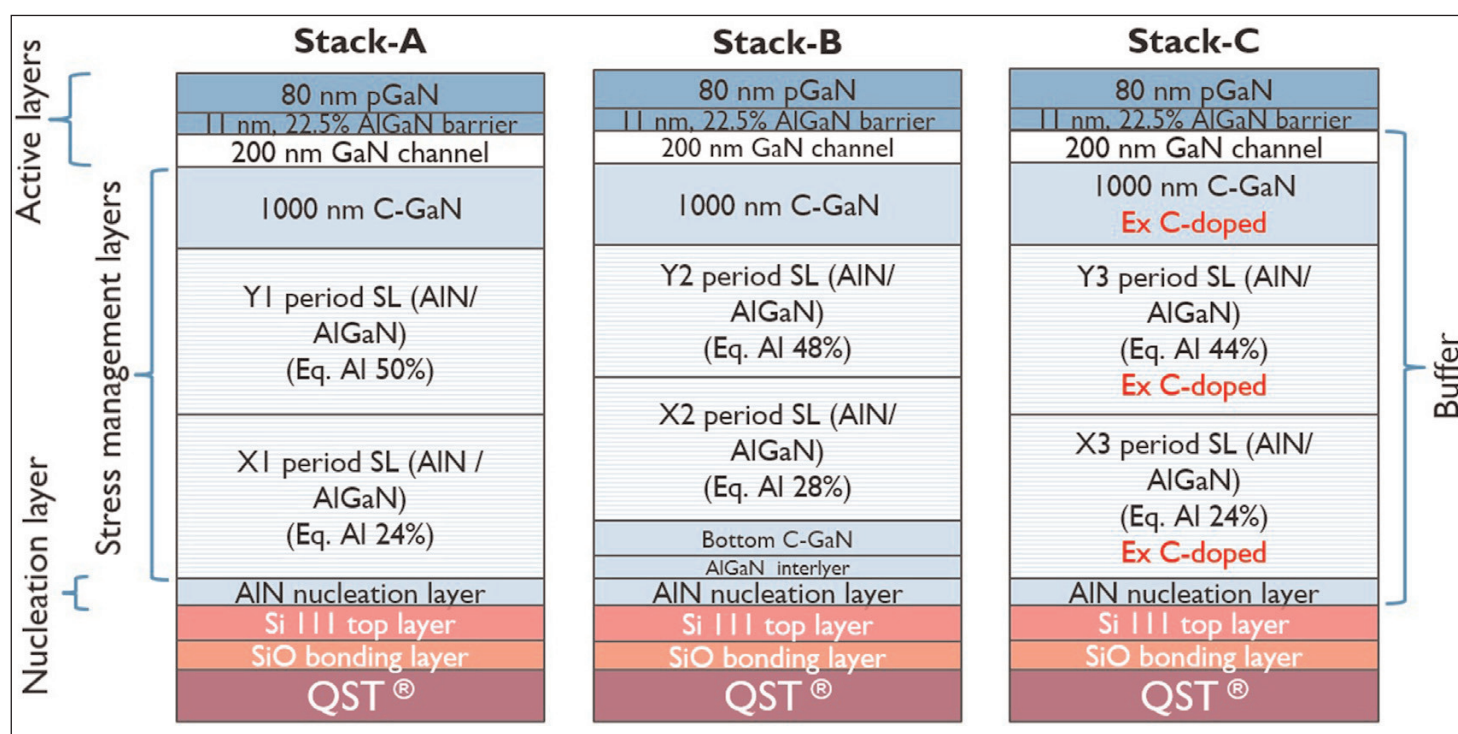 Stack-A
80 nm pGaN
11 nm, 22.5% AlGaN barrier
200 nm GaN channel
1000 nm C-GaN
Y1 period SL (AlN/
AlGaN)
(Eq. Al 50%)
X1 period SL (AlN /
AlGaN)
(Eq. Al 24%)
AlN nucleation layer
Si 111 top layer
SiO bonding layer
QST ®
Stack-B
80 nm pGaN
11 nm, 22.5% AlGaN barrier
200 nm GaN channel
1000 nm C-GaN
Y2 period SL (AlN/
AlGaN)
(Eq. Al 48%)
X2 period SL (AlN/
AlGaN)
(Eq. Al 28%)
Bottom C-GaN
AlGaN interlyer
AlN nucleation layer
Si 111 top layer
SiO bonding layer
QST ®
Stack-C
80 nm pGaN
11 nm, 22.5% AlGaN barrier
200 nm GaN channel
1000 nm C-GaN
Ex C-doped
Y3 period SL (AlN/
AlGaN)
(Eq. Al 44%)
Ex C-doped
X3 period SL (AlN/
AlGaN)
(Eq. Al 24%)
Ex C-doped
AlN nucleation layer
Si 111 top layer
SiO bonding layer
QST ®
Active layers
Stress management layers
Nucleation layer
Buffer